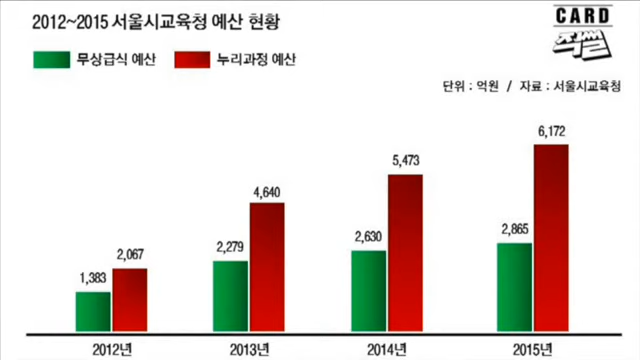 2012~2015 서울시교육청 예산 현황
CARD
직썰
무상급식 예산 누리과정 예산
단위 : 억원 / 자료 : 서울시교육청
6,172
5,473
4,640
2,865
2,630
2,279
2,067
1,383
2012년 2013년 2014년 2015년